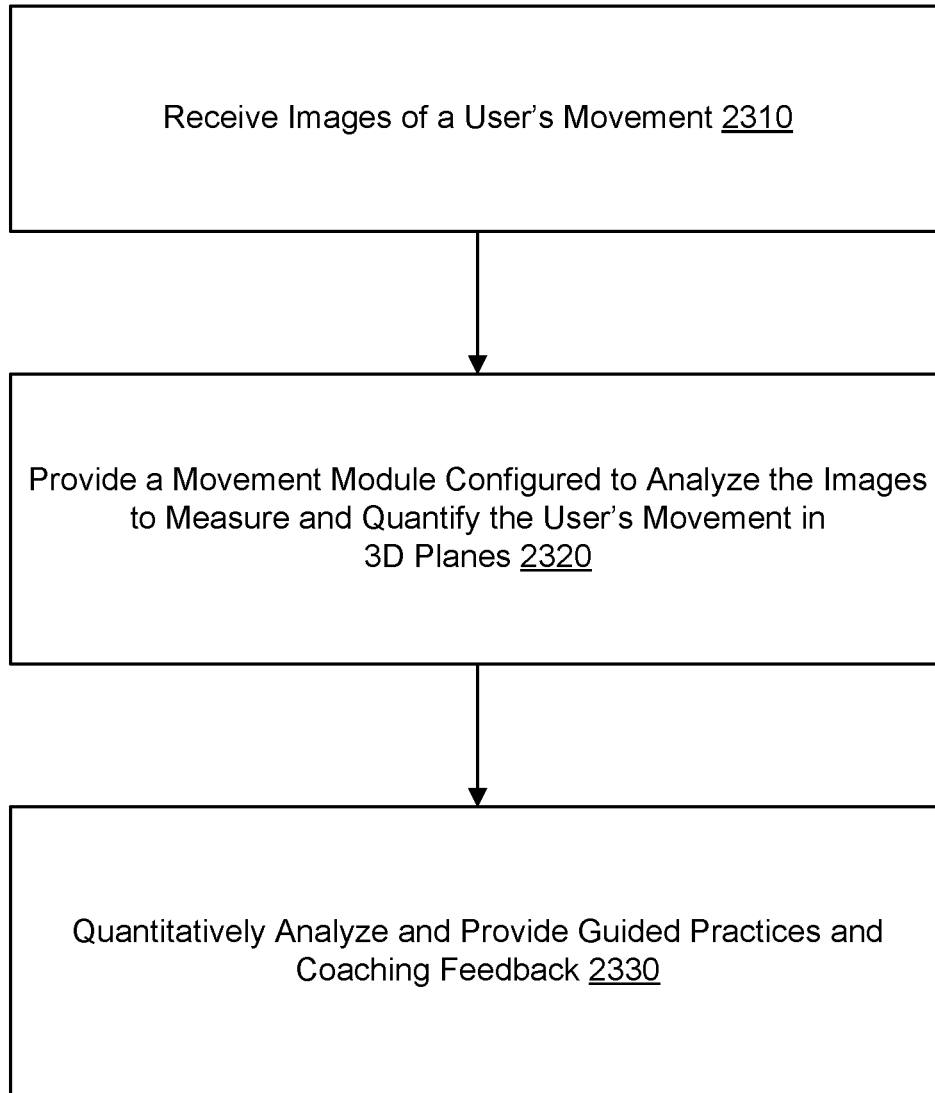 Receive Images of a User's Movement 2310
Provide a Movement Module Configured to Analyze the Images
to Measure and Quantify the User's Movement in
3D Planes 2320
Quantitatively Analyze and Provide Guided Practices and
Coaching Feedback 2330